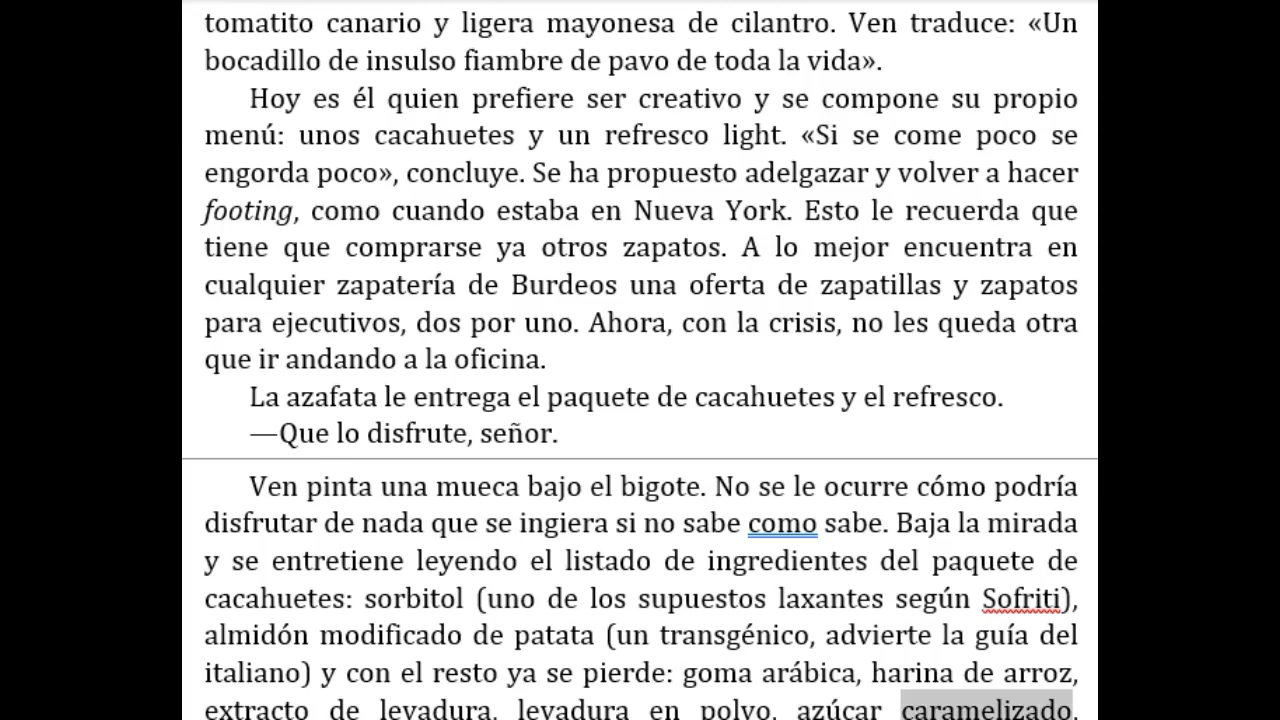 tomatito canario y ligera mayonesa de cilantro. Ven traduce: «Un
bocadillo de insulso fiambre de pavo de toda la vida».
Hoy es él quien prefiere ser creativo y se compone su propio
menú: unos cacahuetes y un refresco light. «Si se come poco se
engorda poco», concluye. Se ha propuesto adelgazar y volver a hacer
footing, como cuando estaba en Nueva York. Esto le recuerda que
tiene que comprarse ya otros zapatos. A lo mejor encuentra en
cualquier zapatería de Burdeos una oferta de zapatillas y zapatos
para ejecutivos, dos por uno. Ahora, con la crisis, no les queda otra
que ir andando a la oficina.
La azafata le entrega el paquete de cacahuetes y el refresco.
—Que lo disfrute, señor.
Ven pinta una mueca bajo el bigote. No se le ocurre cómo podría
disfrutar de nada que se ingiera si no sabe como sabe. Baja la mirada
y se entretiene leyendo el listado de ingredientes del paquete de
cacahuetes: sorbitol (uno de los supuestos laxantes según Sofriti),
almidón modificado de patata (un transgénico, advierte la guía del
italiano) y con el resto ya se pierde: goma arábica, harina de arroz,
extracto de levadura, levadura en polvo, azúcar caramelizado,